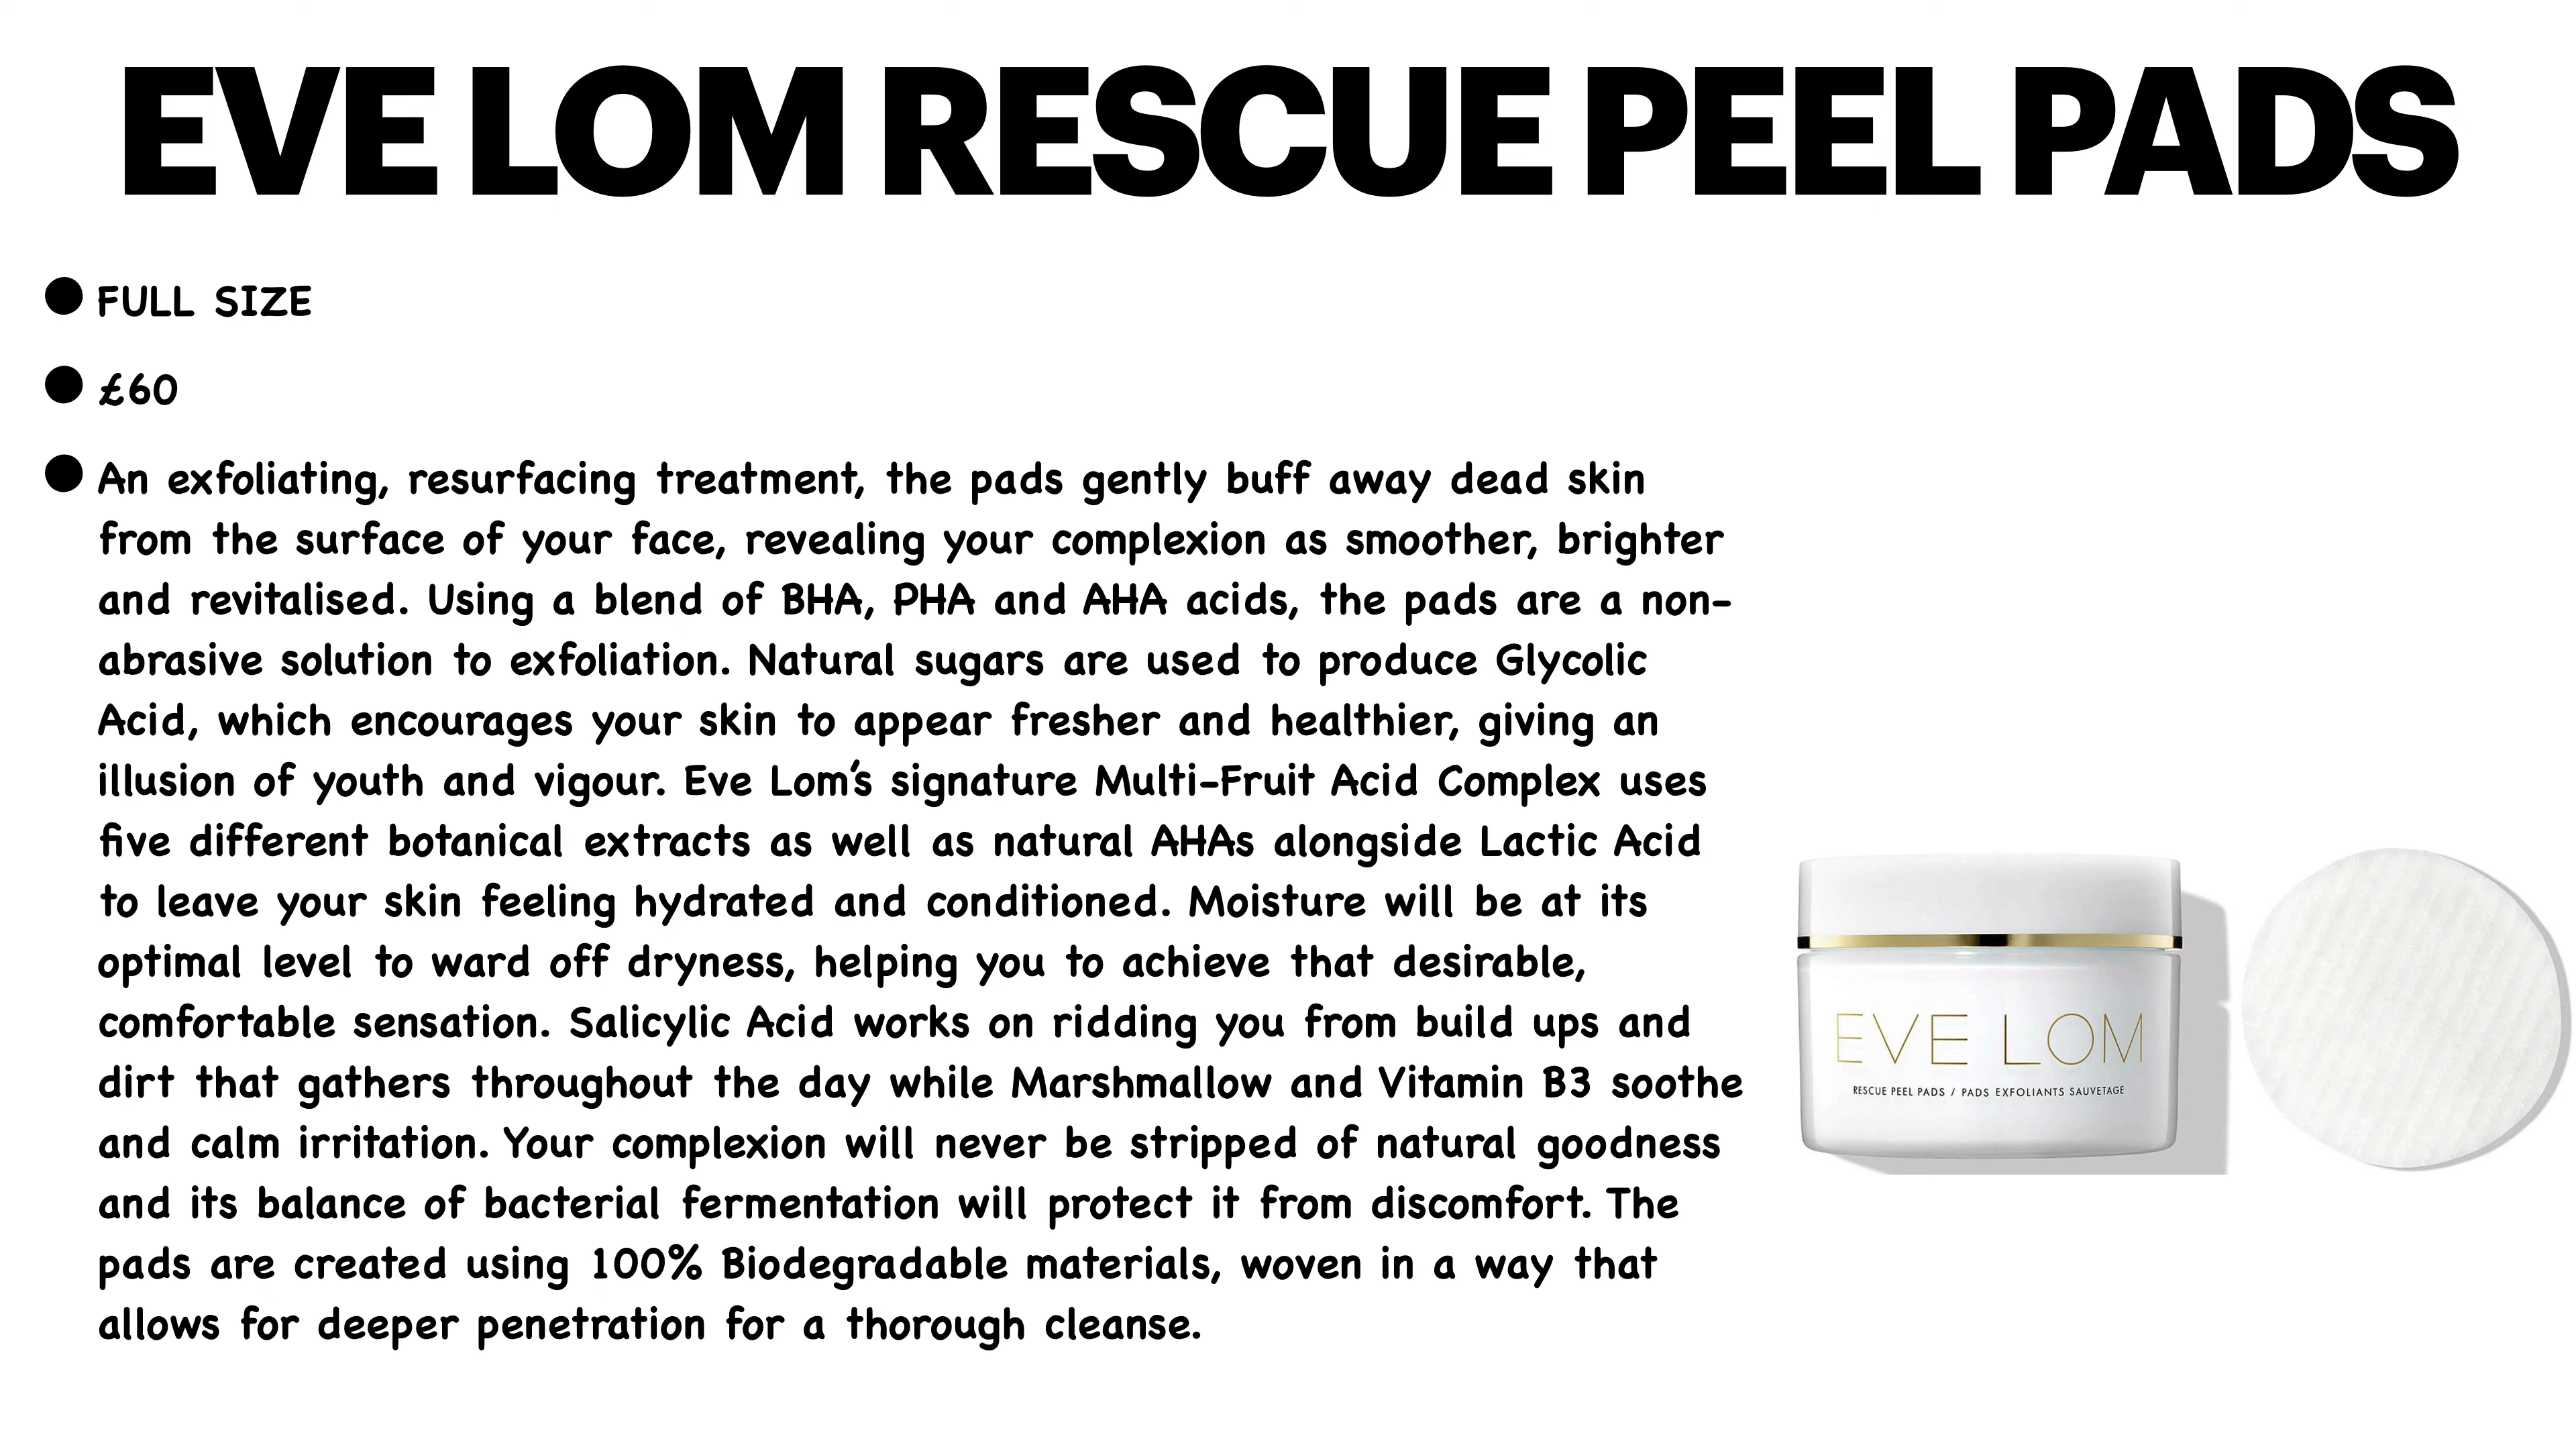 EVE LOM RESCUE PEEL PADS
● FULL SIZE
● £60
● An exfoliating, resurfacing treatment, the pads gently buff away dead skin
from the surface of your face, revealing your complexion as smoother, brighter
and revitalised. Using a blend of BHA, PHA and AHA acids, the pads are a non-
abrasive solution to exfoliation. Natural sugars are used to produce Glycolic
Acid, which encourages your skin to appear fresher and healthier, giving an
illusion of youth and vigour. Eve Lom's signature Multi-Fruit Acid Complex uses
five different botanical extracts as well as natural AHAs alongside Lactic Acid
to leave your skin feeling hydrated and conditioned. Moisture will be at its
optimal level to ward off dryness, helping you to achieve that desirable,
comfortable sensation. Salicylic Acid works on ridding you from build ups and
dirt that gathers throughout the day while Marshmallow and Vitamin B3 soothe
and calm irritation. Your complexion will never be stripped of natural goodness
and its balance of bacterial fermentation will protect it from discomfort. The
pads are created using 100% Biodegradable materials, woven in a way that
allows for deeper penetration for a thorough cleanse.
EVE LOM
RESCUE PEEL PADS / PADS EXFOLIANTS SAUVETAGE